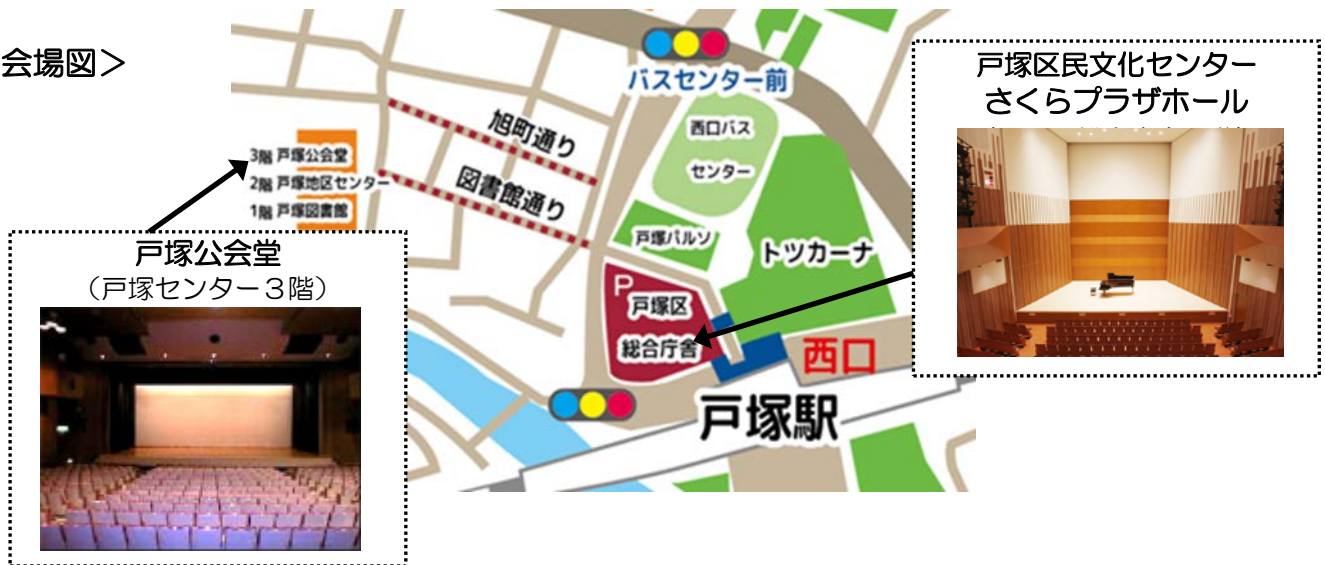 会場図＞
バスセンター前
戸塚区民文化センター
さくらプラザホール
旭町通り
西口バス
センター
3階 戸塚公会堂
2階 戸塚地区センター
1階 戸塚図書館
図書館通り
戸塚パルソ
トツカーナ
戸塚公会堂
（戸塚センター３階）
P
戸塚区
総合庁舎
西口
戸塚駅